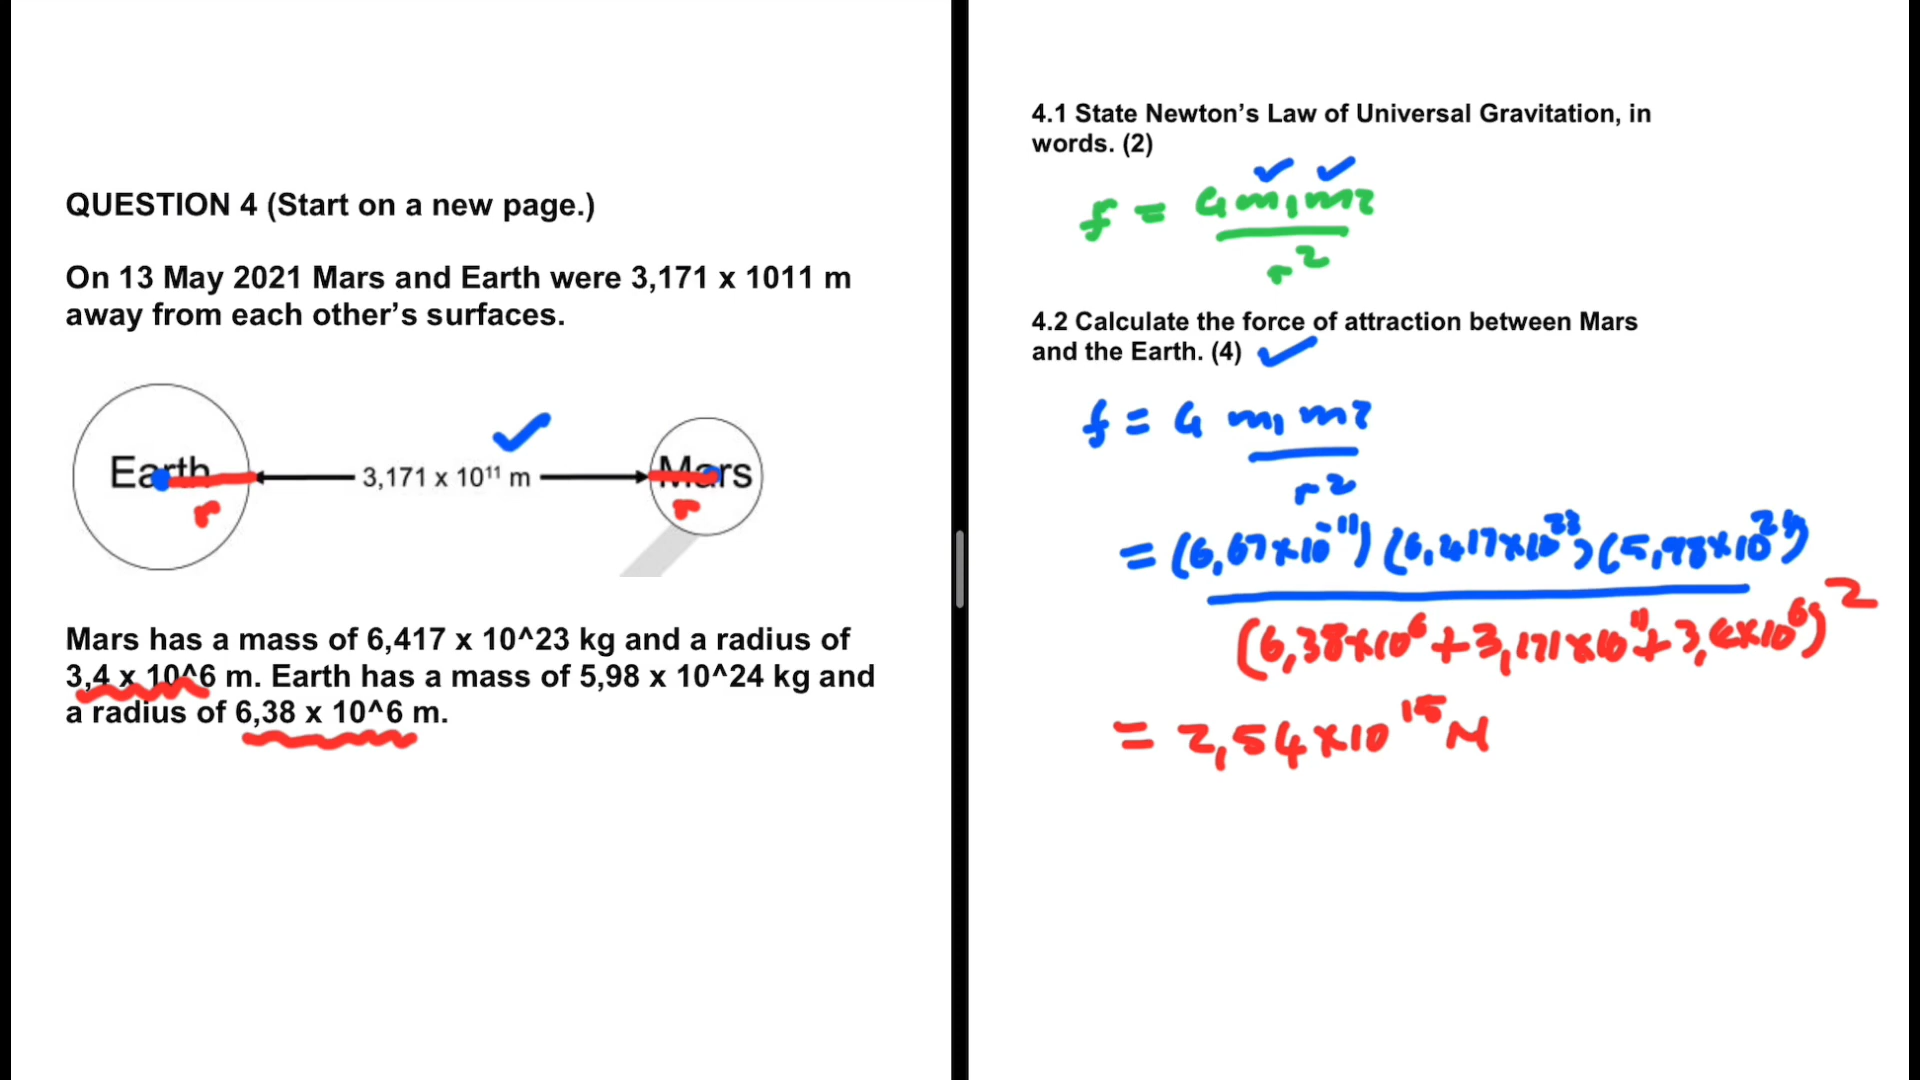 QUESTION 4 (Start on a new page.)
On 13 May 2021 Mars and Earth were 3,171 x 1011 m
away from each other’s surfaces.
Earth
3,171 x 10¹¹ m
Mars
r
r
Mars has a mass of 6,417 x 10^23 kg and a radius of
3,4 x 10^6 m. Earth has a mass of 5,98 x 10^24 kg and
a radius of 6,38 x 10^6 m.
4.1 State Newton’s Law of Universal Gravitation, in
words. (2)
f = G m₁ m₂
r²
4.2 Calculate the force of attraction between Mars
and the Earth. (4)
f = G m₁ m₂
r²
= (6,67 x 10⁻¹¹) (6,417 x 10²³) (5,98 x 10²⁴)
(6,38 x 10⁶ + 3,171 x 10¹¹ + 3,4 x 10⁶)²
= 2,54 x 10¹⁵ N